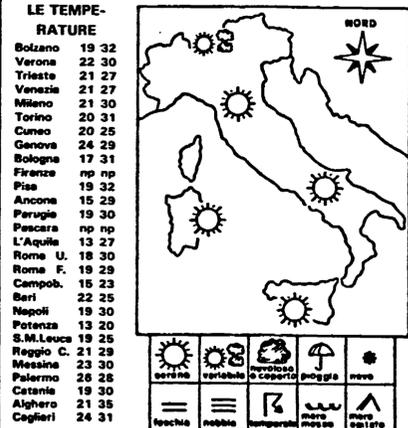 LE TEMPE-
RATURE
Bolzano 19 32
Verona 22 30
Trieste 21 27
Venezia 21 27
Milano 21 30
Torino 20 31
Cuneo 20 25
Genova 24 29
Bologna 17 31
Firenze np np
Pisa 19 32
Ancona 15 29
Perugia 19 30
Pescara np np
L'Aquila 13 27
Roma U. 18 30
Roma F. 19 29
Campob. 15 23
Bari 22 25
Napoli 19 30
Potenza 13 20
S.M.Leuca 19 25
Reggio C. 21 29
Messina 23 30
Palermo 26 28
Catania 19 30
Alghero 21 35
Cagliari 24 31
NORD
sereno variabile nuvoloso o coperto pioggia neve
foschia nebbia temporale mare mosso mare agitato